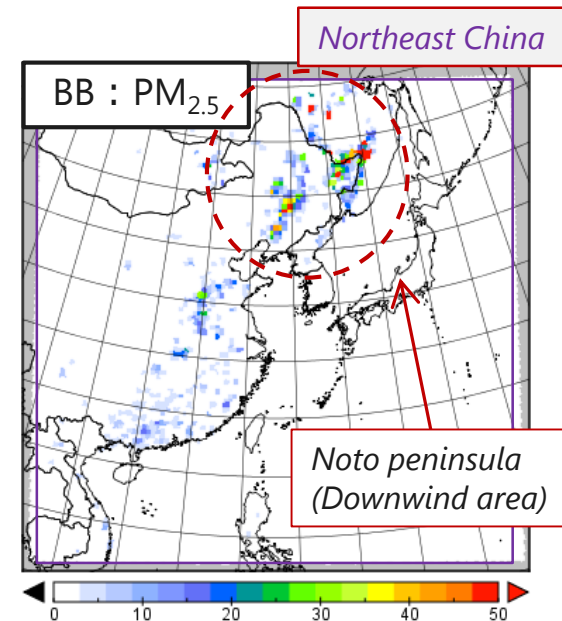 Northeast China
BB : PM2.5
Noto peninsula
(Downwind area)
0 10 20 30 40 50